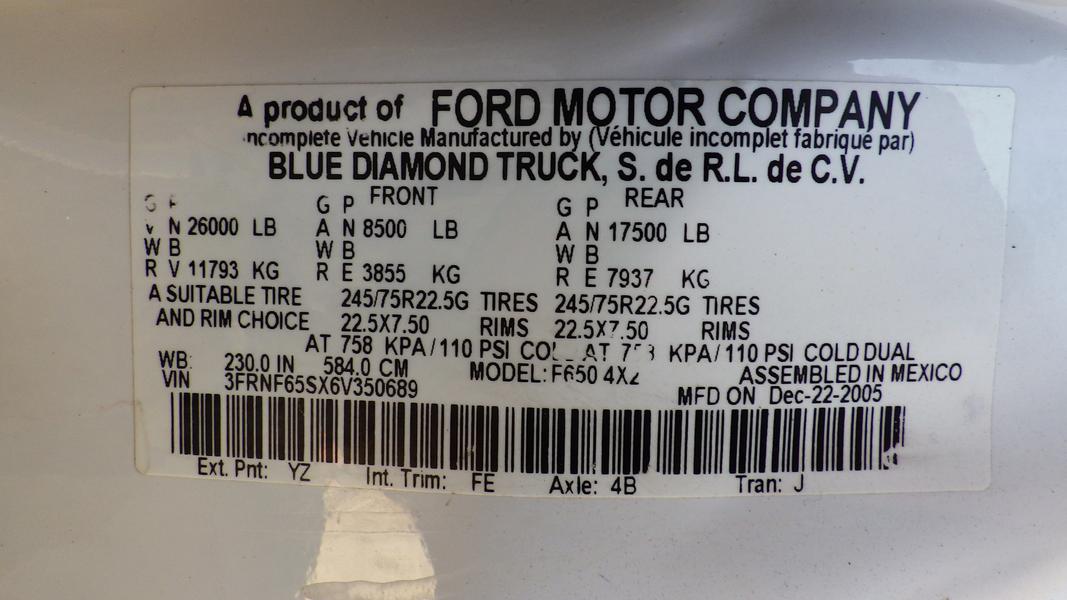 A product of FORD MOTOR COMPANY
Incomplete Vehicle Manufactured by (Véhicule incomplet fabriqué par)
BLUE DIAMOND TRUCK, S. de R.L. de C.V.
FRONT REAR
G P G P G P
V N 26000 LB A N 8500 LB A N 17500 LB
W B W B W B
R V 11793 KG R E 3855 KG R E 7937 KG
A SUITABLE TIRE 245/75R22.5G TIRES 245/75R22.5G TIRES
AND RIM CHOICE 22.5X7.50 RIMS 22.5X7.50 RIMS
AT 758 KPA/110 PSI COLD AT 758 KPA/110 PSI COLD DUAL
WB: 230.0 IN 584.0 CM MODEL: F650 4X2 ASSEMBLED IN MEXICO
VIN 3FRNF65SX6V350689 MFD ON Dec-22-2005
Ext. Pnt: YZ Int. Trim: FE Axle: 4B Tran: J